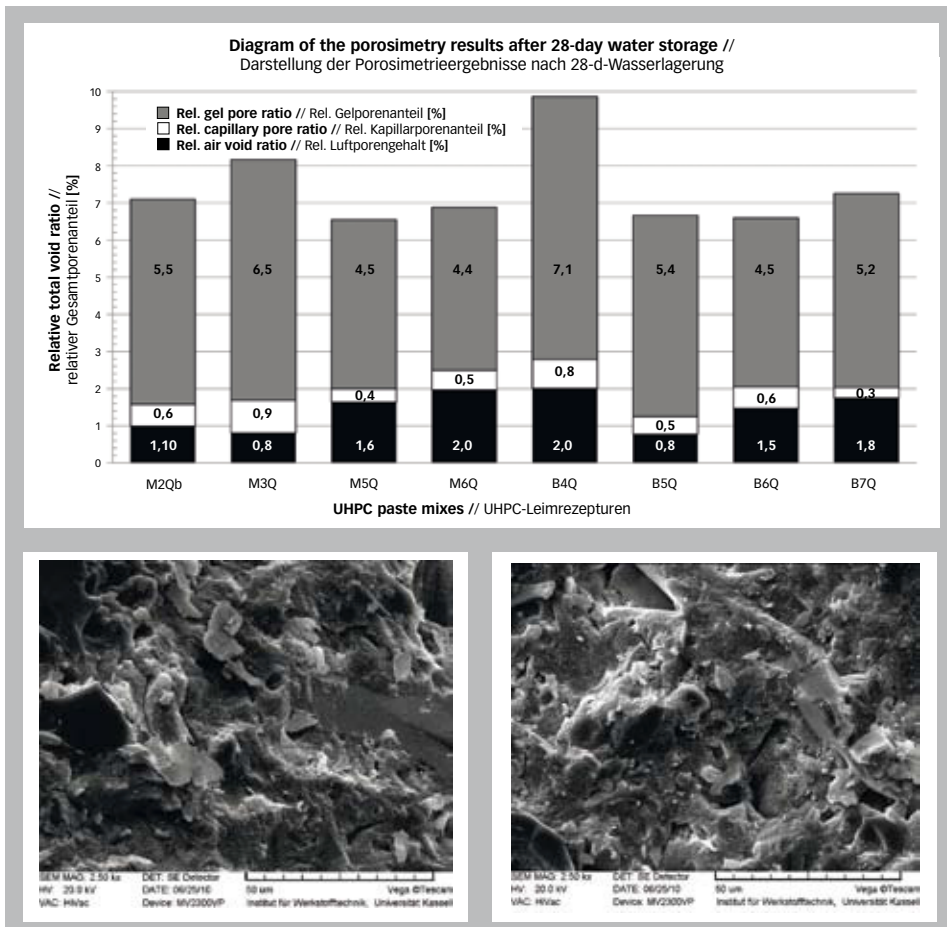 Diagram of the porosimetry results after 28-day water storage //
Darstellung der Porosimetrieergebnisse nach 28-d-Wasserlagerung
Relative total void ratio //
relativer Gesamtporenanteil [%]
10
9
8
7
6
5
4
3
2
1
0
Rel. gel pore ratio // Rel. Gelporenanteil [%]
Rel. capillary pore ratio // Rel. Kapillarporenanteil [%]
Rel. air void ratio // Rel. Luftporengehalt [%]
5,5 6,5 4,5 4,4 7,1 5,4 4,5 5,2
0,6 0,9 0,4 0,5 0,8 0,5 0,6 0,3
1,10 0,8 1,6 2,0 2,0 0,8 1,5 1,8
M2Qb M3Q M5Q M6Q B4Q B5Q B6Q B7Q
UHPC paste mixes // UHPC-Leimrezepturen
SEM MAG: 2.50 kx DET: SE Detector
HV: 20.0 kV DATE: 06/25/10 50 um Vega ©Tescan
VAC: HiVac Device: MV2300VP Institut für Werkstofftechnik, Universität Kassel
SEM MAG: 2.50 kx DET: SE Detector
HV: 20.0 kV DATE: 06/25/10 50 um Vega ©Tescan
VAC: HiVac Device: MV2300VP Institut für Werkstofftechnik, Universität Kassel